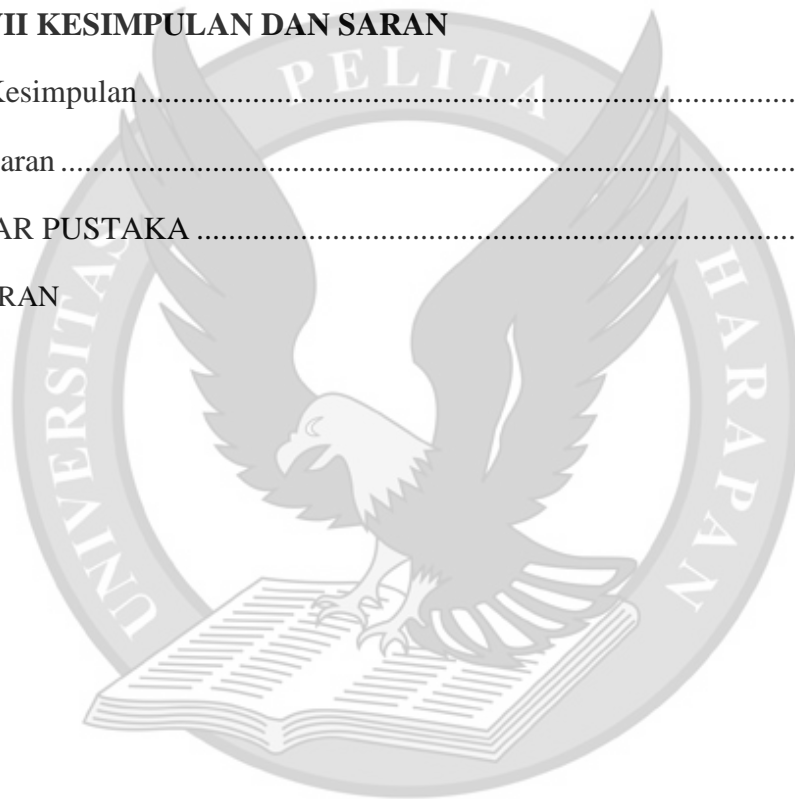 VII KESIMPULAN DAN SARAN
Kesimpulan..........................................................................
aran ....................................................................................
AR PUSTAKA ....................................................................
RAN
UNIVERSITAS PELITA HARAPAN